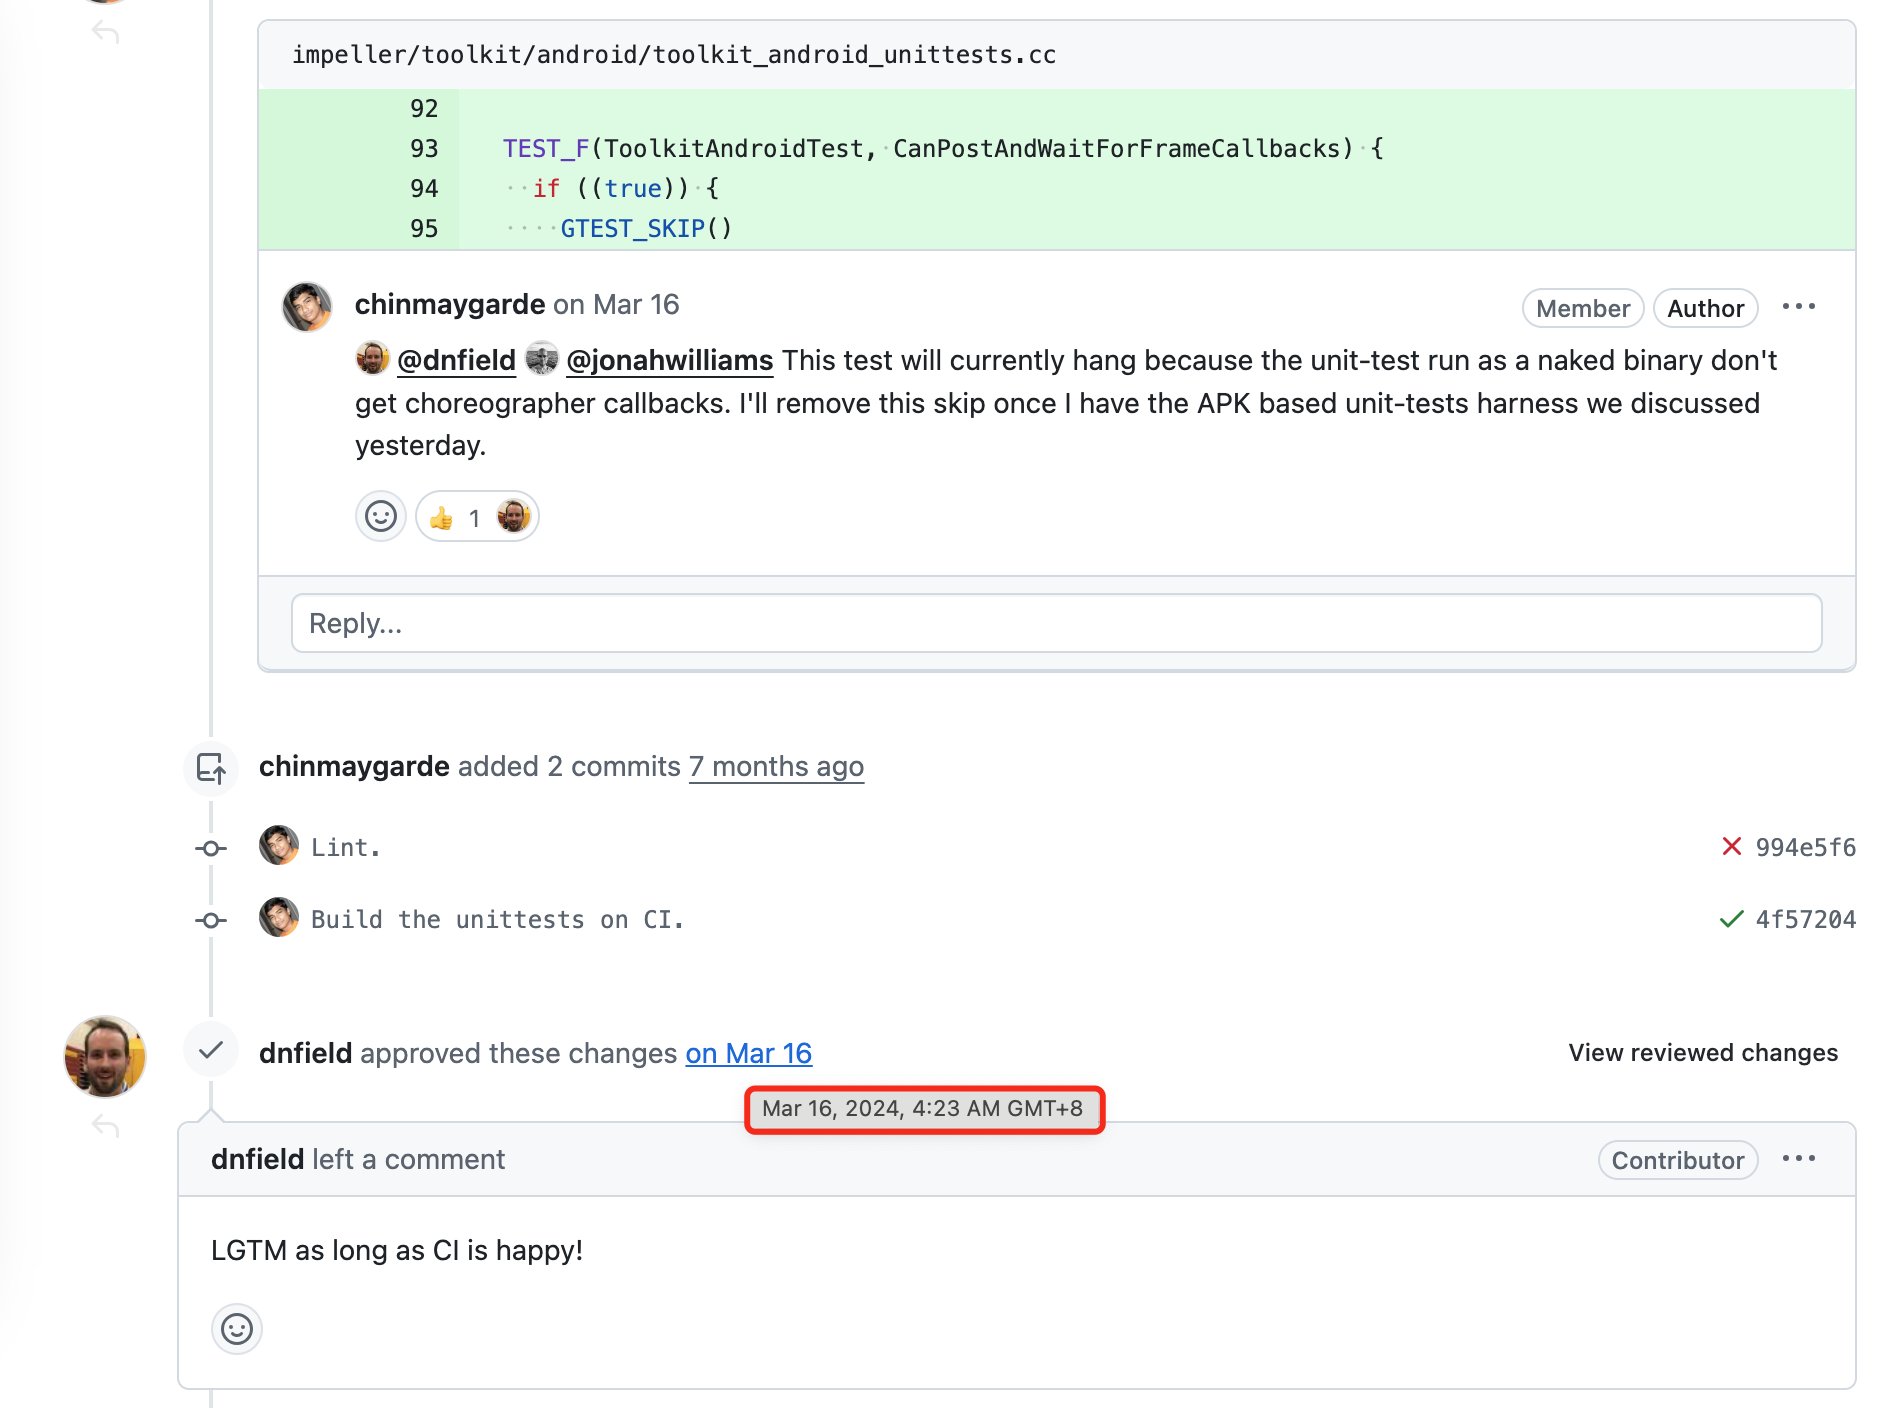 impeller/toolkit/android/toolkit_android_unittests.cc
92
93 TEST_F(ToolkitAndroidTest,·CanPostAndWaitForFrameCallbacks)·{
94 ··if ((true))·{
95 ····GTEST_SKIP()
chinmaygarde on Mar 16 Member Author ···
@dnfield @jonahwilliams This test will currently hang because the unit-test run as a naked binary don't
get choreographer callbacks. I'll remove this skip once I have the APK based unit-tests harness we discussed
yesterday.
👍 1
Reply...
chinmaygarde added 2 commits 7 months ago
Lint. 994e5f6
Build the unittests on CI. 4f57204
dnfield approved these changes on Mar 16 View reviewed changes
Mar 16, 2024, 4:23 AM GMT+8
dnfield left a comment Contributor ···
LGTM as long as CI is happy!